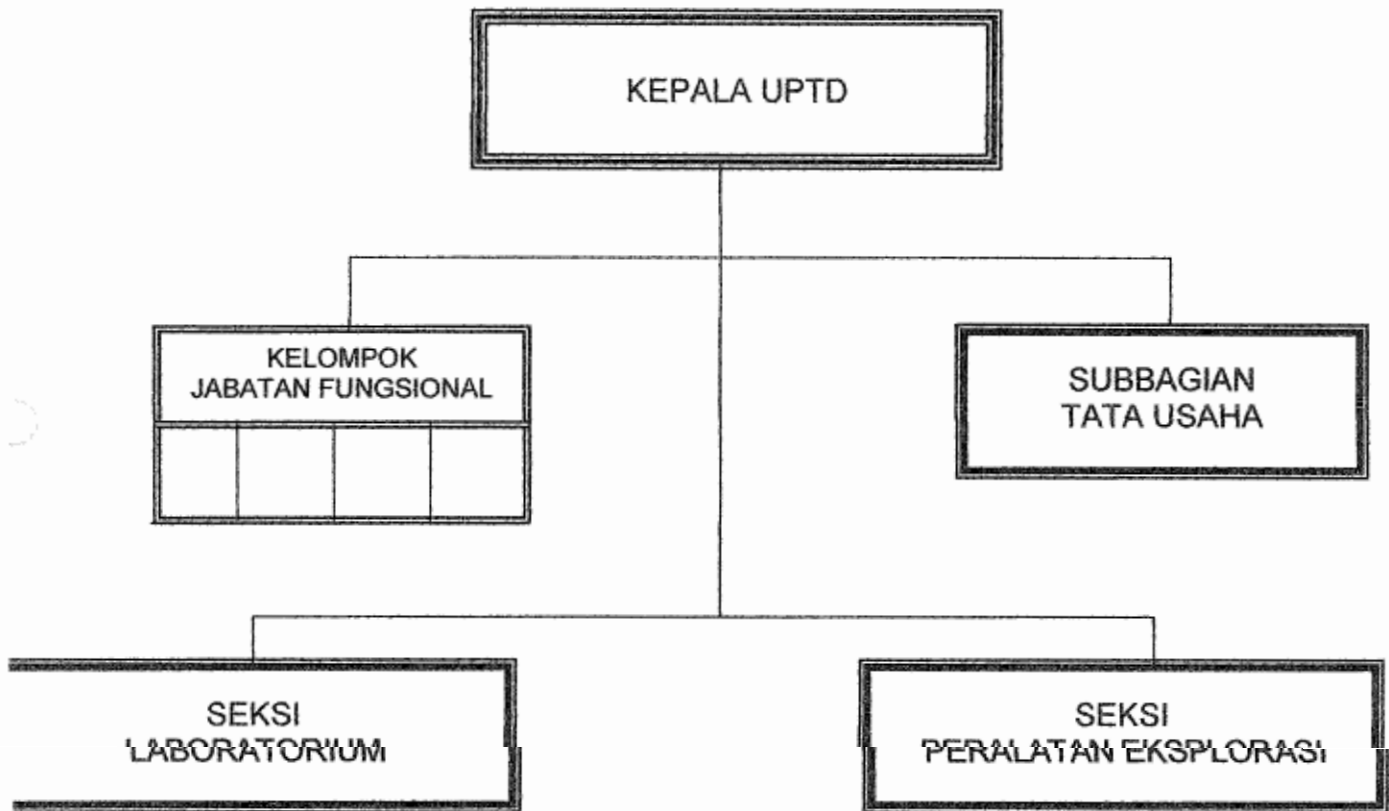 KEPALA UPTD
KELOMPOK
JABATAN FUNGSIONAL
SUBBAGIAN
TATA USAHA
SEKSI
LABORATORIUM
SEKSI
PERALATAN EKSPLORASI